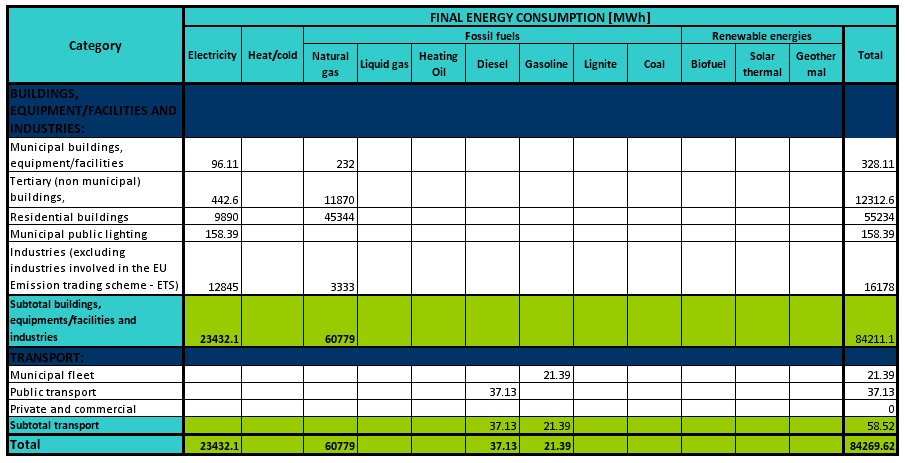 FINAL ENERGY CONSUMPTION [MWh]
Category
Fossil fuels
Renewable energies
Electricity Heat/cold Natural gas Liquid gas Heating Oil Diesel Gasoline Lignite Coal Biofuel Solar thermal Geother mal Total
BUILDINGS,
EQUIPMENT/FACILITIES AND
INDUSTRIES:
Municipal buildings,
equipment/facilities 96.11 232 328.11
Tertiary (non municipal)
buildings, 442.6 11870 12312.6
Residential buildings 9890 45344 55234
Municipal public lighting 158.39 158.39
Industries (excluding
industries involved in the EU
Emission trading scheme - ETS) 12845 3333 16178
Subtotal buildings,
equipments/facilities and
industries 23432.1 60779 84211.1
TRANSPORT:
Municipal fleet 21.39 21.39
Public transport 37.13 37.13
Private and commercial 0
Subtotal transport 37.13 21.39 58.52
Total 23432.1 60779 37.13 21.39 84269.62